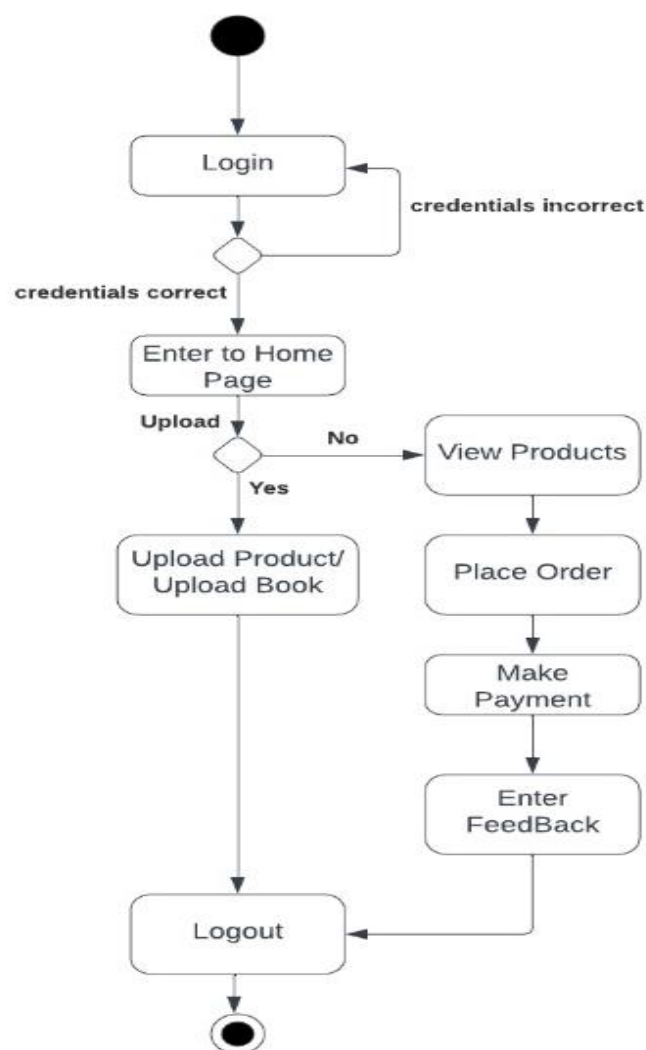 Login
credentials incorrect
credentials correct
Enter to Home
Page
Upload
No
View Products
Yes
Upload Product/
Upload Book
Place Order
Make
Payment
Enter
FeedBack
Logout